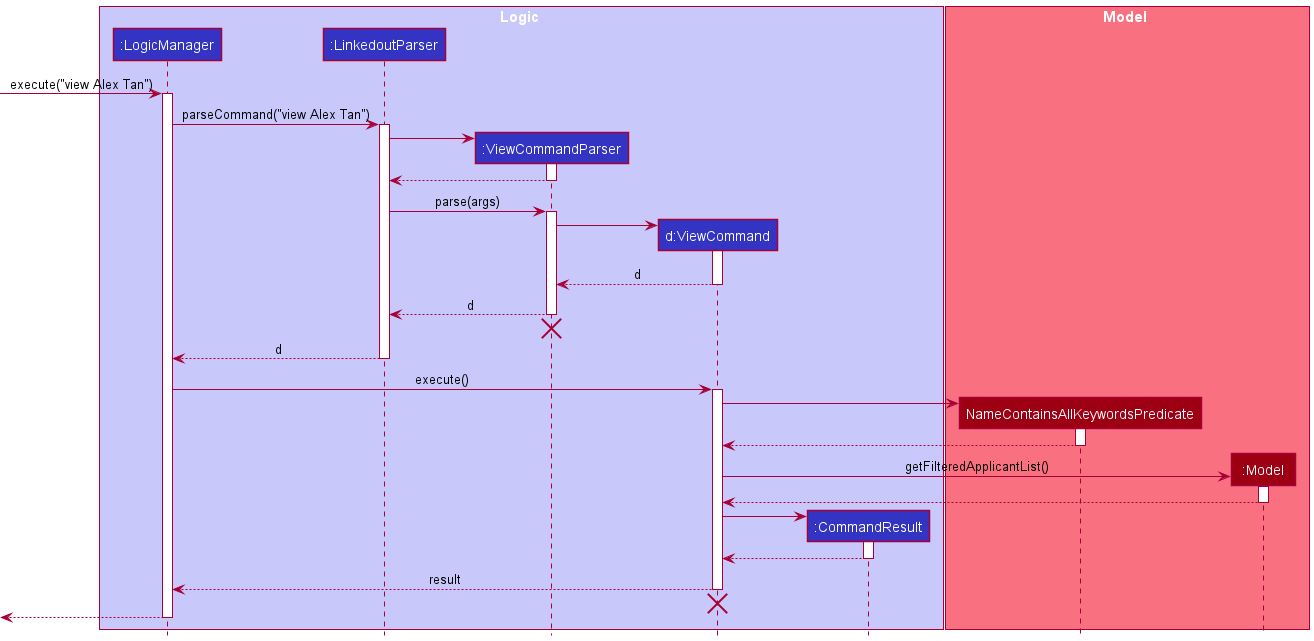 Logic
Model
:LogicManager
:LinkedoutParser
execute("view Alex Tan")
parseCommand("view Alex Tan")
:ViewCommandParser
parse(args)
d:ViewCommand
d
d
d
execute()
NameContainsAllKeywordsPredicate
getFilteredApplicantList()
:Model
:CommandResult
result